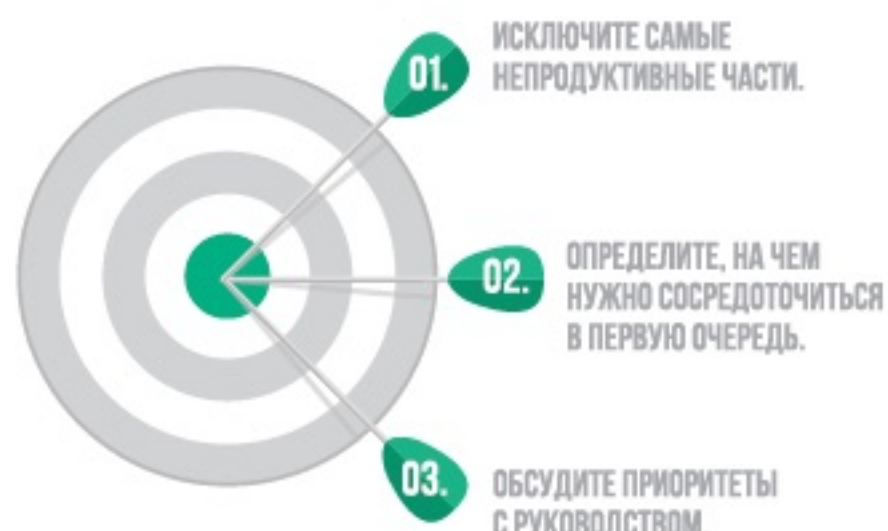 01.
ИСКЛЮЧИТЕ САМЫЕ
НЕПРОДУКТИВНЫЕ ЧАСТИ.
02.
ОПРЕДЕЛИТЕ, НА ЧЕМ
НУЖНО СОСРЕДОТОЧИТЬСЯ
В ПЕРВУЮ ОЧЕРЕДЬ.
03.
ОБСУДИТЕ ПРИОРИТЕТЫ
С РУКОВОДСТВОМ